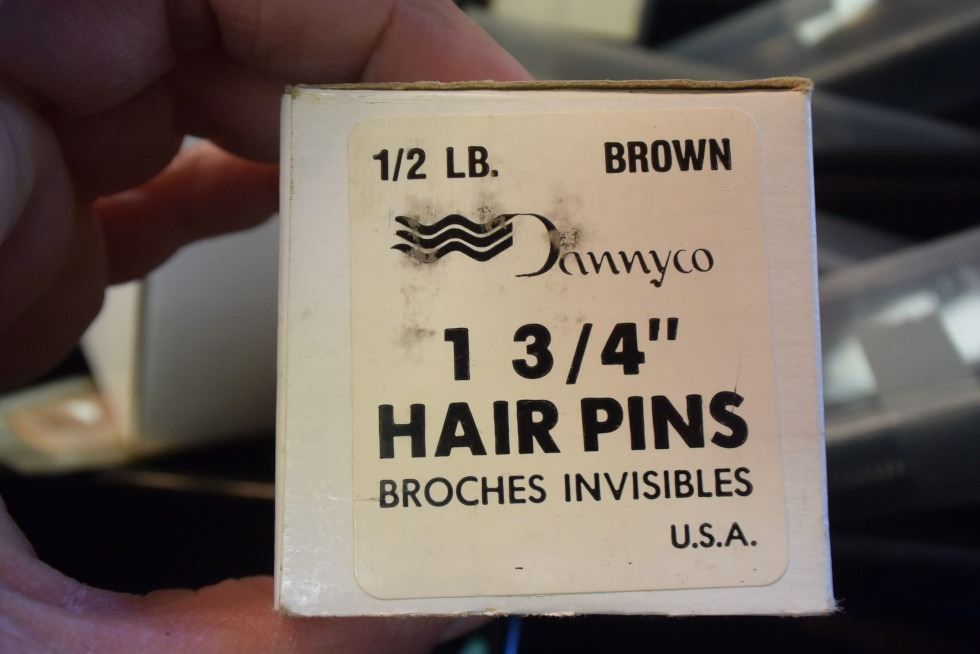 1/2 LB. BROWN
Dannyco
1 3/4"
HAIR PINS
BROCHES INVISIBLES
U.S.A.